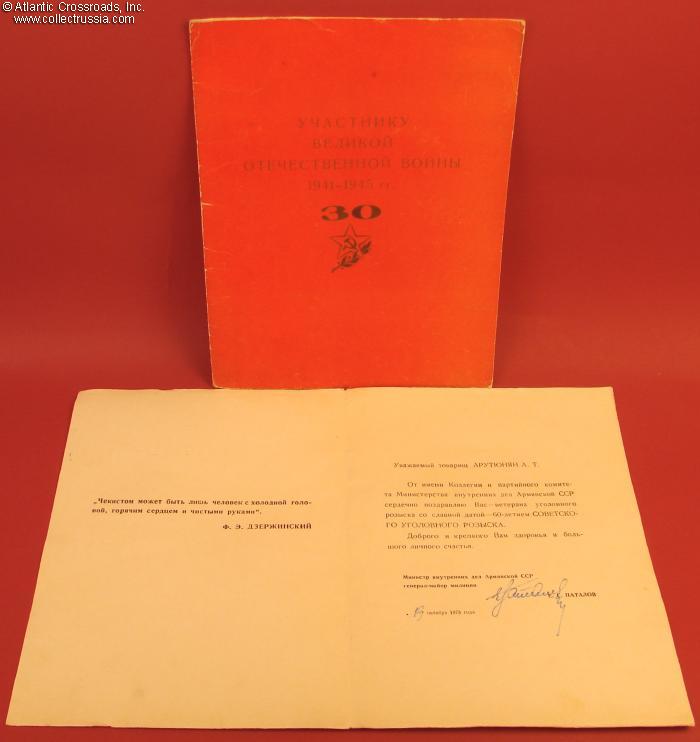 © Atlantic Crossroads, Inc.
www.collectrussia.com
УЧАСТНИКУ
ВЕЛИКОЙ
ОТЕЧЕСТВЕННОЙ ВОЙНЫ
1941–1945 гг.
30
„Чекистом может быть лишь человек с холодной голо-
вой, горячим сердцем и чистыми руками“.
Ф. Э. ДЗЕРЖИНСКИЙ
Уважаемый товарищ АРУТЮНЯН А. Т.
От имени Коллегии и партийного комите-
та Министерства внутренних дел Армянской ССР
сердечно поздравляю Вас—ветерана уголовного
розыска со славной датой—60-летием СОВЕТСКО-
ГО УГОЛОВНОГО РОЗЫСКА.
Доброго и крепкого Вам здоровья и боль-
шого личного счастья.
Министр внутренних дел Армянской ССР
генерал-майор милиции
ПАТАЛОВ
октября 1978 года